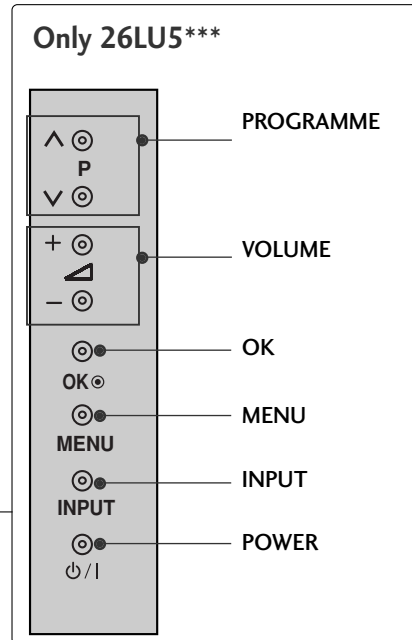 Only 26LU5***
PROGRAMME
P
+
VOLUME
–
OK
OK
MENU
MENU
INPUT
INPUT
POWER
⏻/I